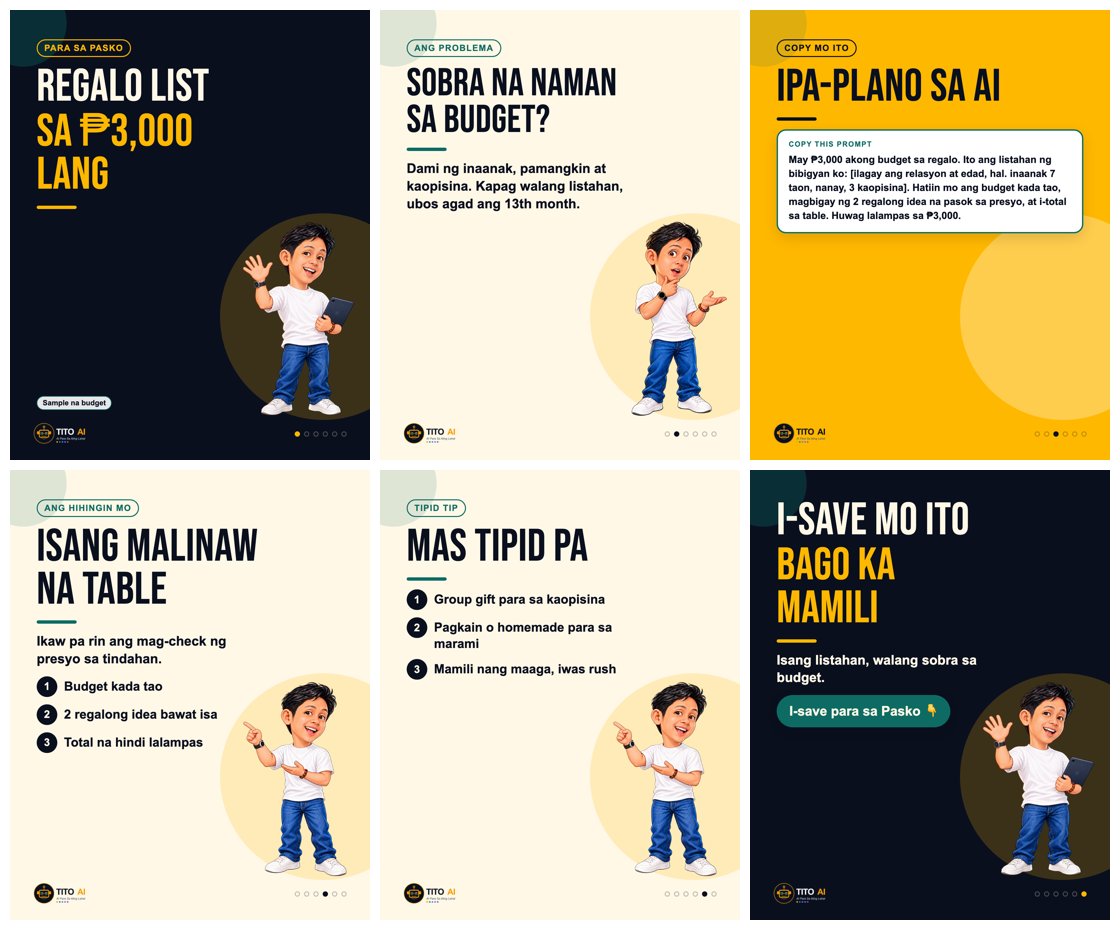 PARA SA PASKO
REGALO LIST
SA ₱3,000
LANG
Sample na budget
TITO AI
ANG PROBLEMA
SOBRA NA NAMAN
SA BUDGET?
Dami ng inaanak, pamangkin at
kaopisina. Kapag walang listahan,
ubos agad ang 13th month.
TITO AI
COPY MO ITO
IPA-PLANO SA AI
COPY THIS PROMPT
May ₱3,000 akong budget sa regalo. Ito ang listahan ng
bibigyan ko: [ilagay ang relasyon at edad, hal. inaanak 7
taon, nanay, 3 kaopisina]. Hatiin mo ang budget kada tao,
magbigay ng 2 regalong idea na pasok sa presyo, at i-total
sa table. Huwag lalampas sa ₱3,000.
TITO AI
ANG HIHINGIN MO
ISANG MALINAW
NA TABLE
Ikaw pa rin ang mag-check ng
presyo sa tindahan.
1 Budget kada tao
2 2 regalong idea bawat isa
3 Total na hindi lalampas
TITO AI
TIPID TIP
MAS TIPID PA
1 Group gift para sa kaopisina
2 Pagkain o homemade para sa
marami
3 Mamili nang maaga, iwas rush
TITO AI
I-SAVE MO ITO
BAGO KA
MAMILI
Isang listahan, walang sobra sa
budget.
I-save para sa Pasko 👇
TITO AI